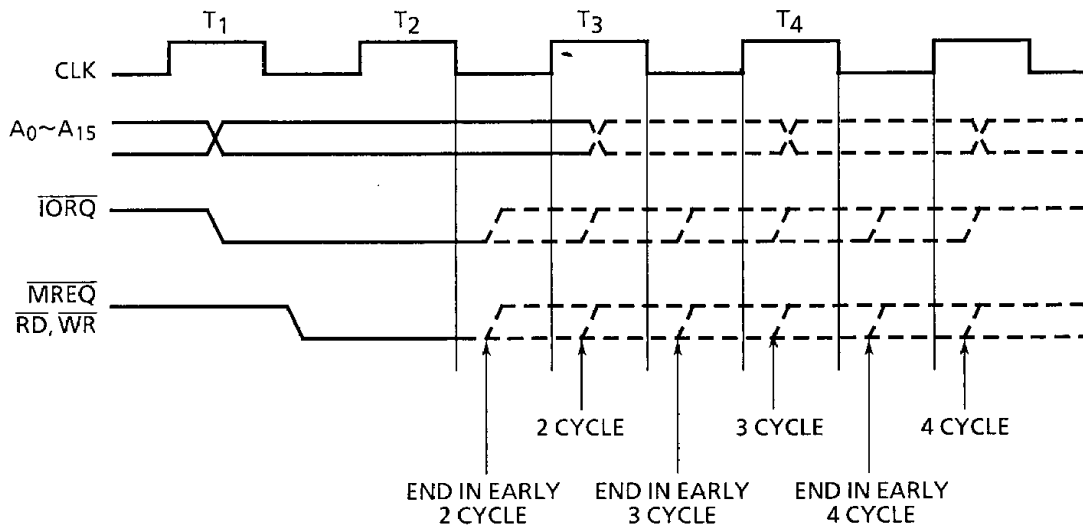 T1 T2 T3 T4
CLK
A0~A15
IORQ
MREQ
RD, WR
2 CYCLE 3 CYCLE 4 CYCLE
END IN EARLY END IN EARLY END IN EARLY
2 CYCLE 3 CYCLE 4 CYCLE